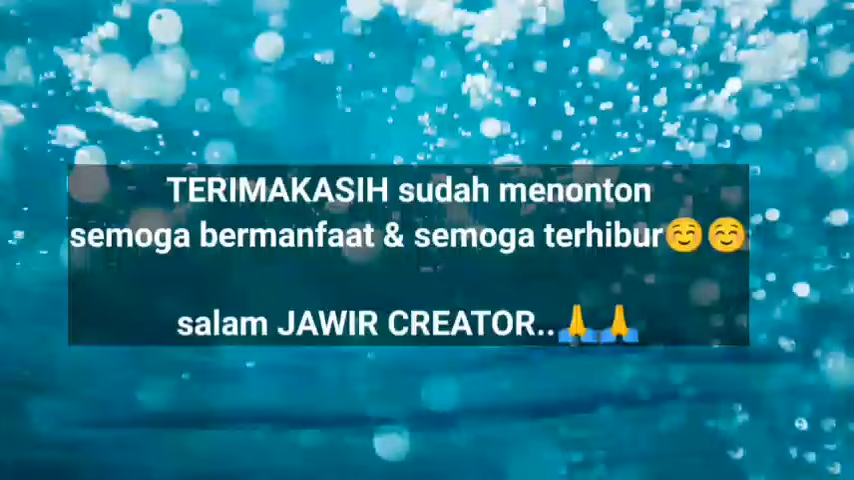 TERIMAKASIH sudah menonton
semoga bermanfaat & semoga terhibur☺️☺️
salam JAWIR CREATOR..🙏🙏